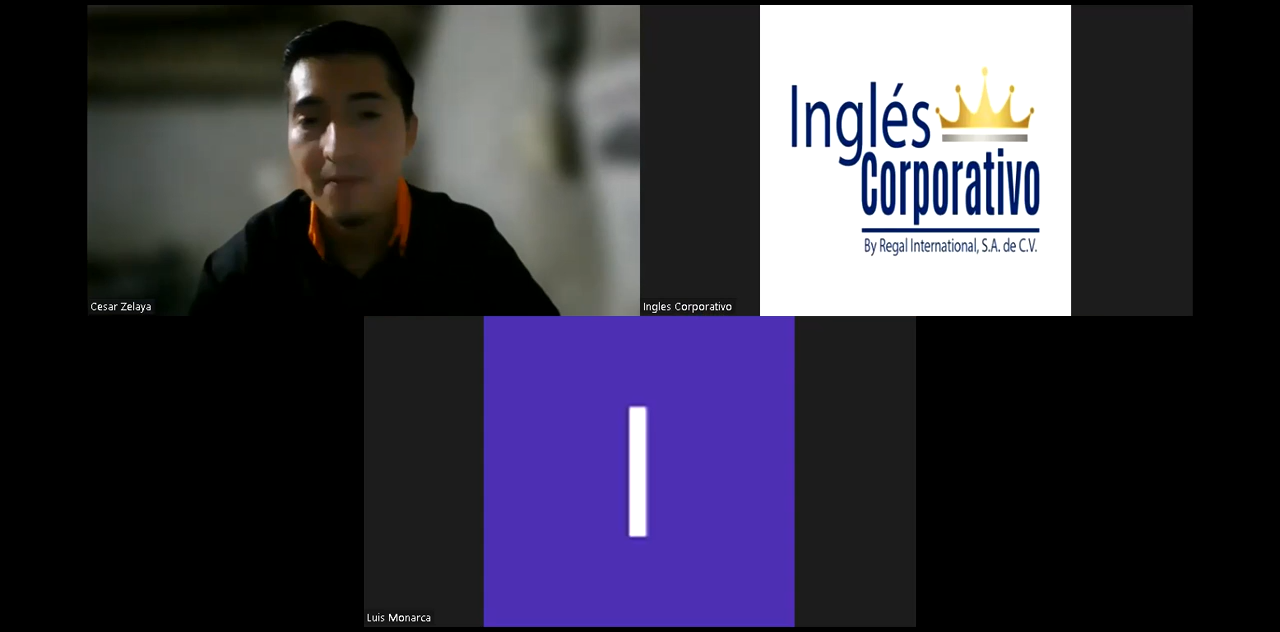 Inglés
Corporativo
By Regal International, S.A. de C.V.
Cesar Zelaya
Ingles Corporativo
I
Luis Monarca